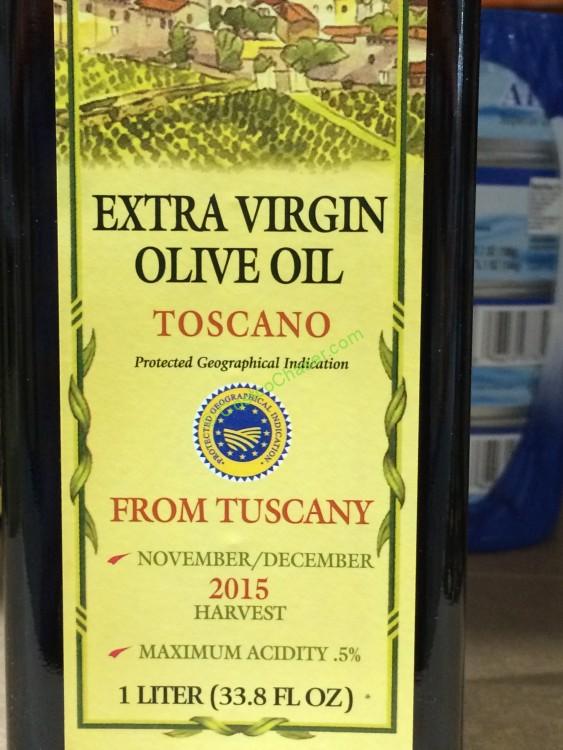 EXTRA VIRGIN
OLIVE OIL
TOSCANO
Protected Geographical Indication
PROTECTED GEOGRAPHICAL INDICATION
FROM TUSCANY
NOVEMBER/DECEMBER
2015
HARVEST
MAXIMUM ACIDITY .5%
1 LITER (33.8 FL OZ)